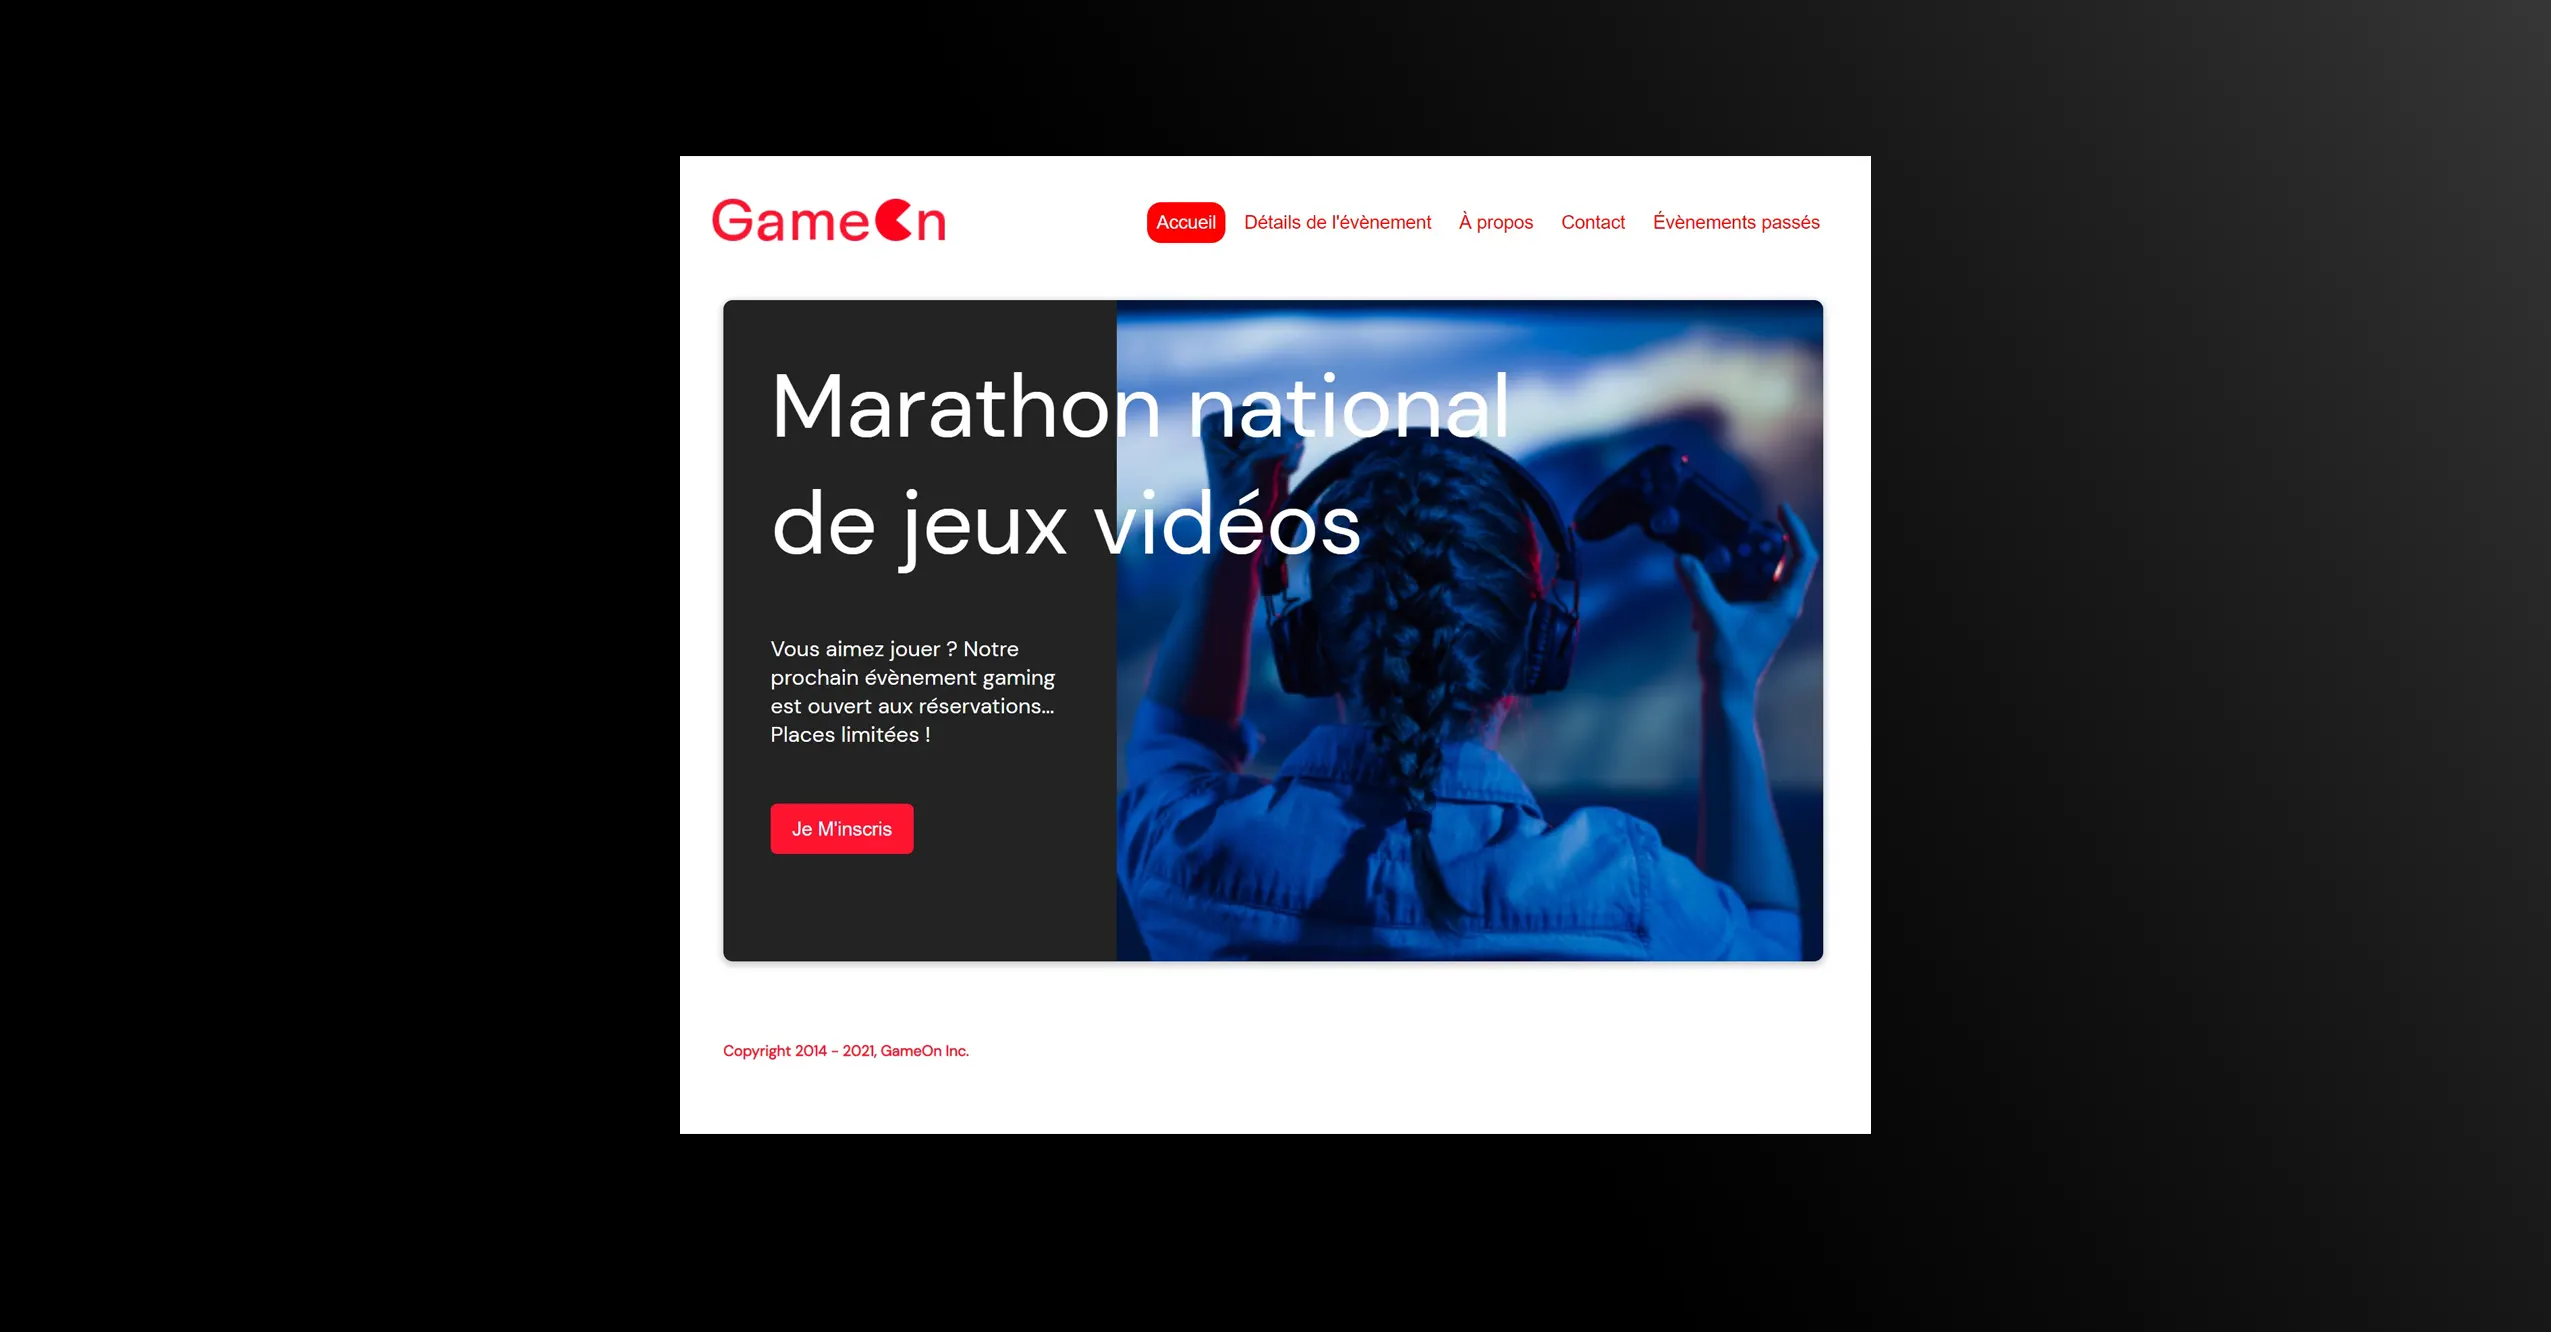 GameOn
Accueil Détails de l'évènement À propos Contact Évènements passés
Marathon national
de jeux vidéos
Vous aimez jouer ? Notre
prochain évènement gaming
est ouvert aux réservations...
Places limitées !
Je M'inscris
Copyright 2014 - 2021, GameOn Inc.